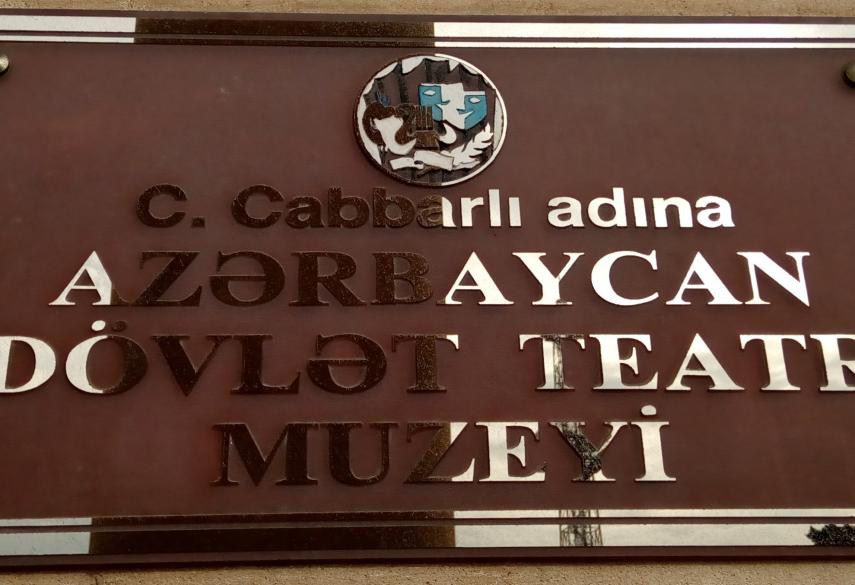 C. Cabbarlı adına
AZƏRBAYCAN
DÖVLƏT TEATR
MUZEYİ